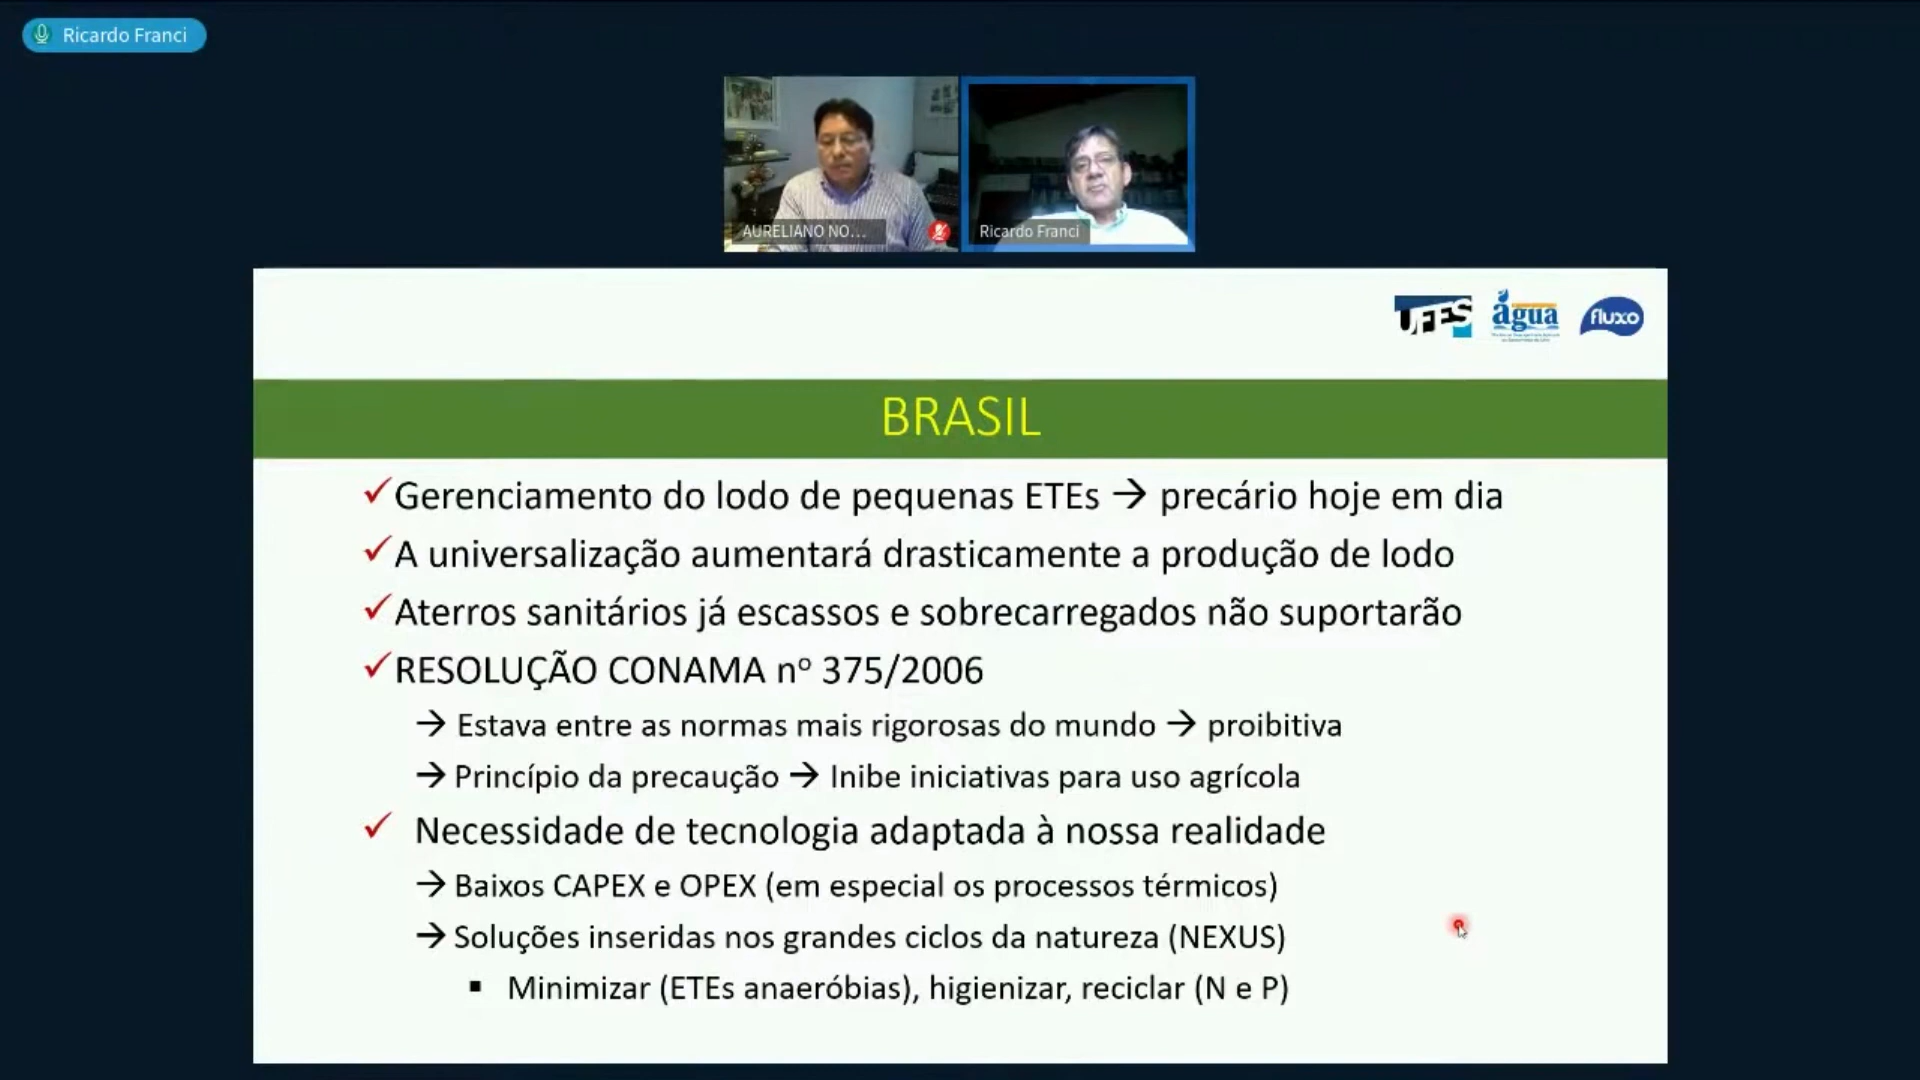 Ricardo Franci
AURELIANO NO...
Ricardo Franci
UFES
água
fluxo
BRASIL
✓Gerenciamento do lodo de pequenas ETEs → precário hoje em dia
✓A universalização aumentará drasticamente a produção de lodo
✓Aterros sanitários já escassos e sobrecarregados não suportarão
✓RESOLUÇÃO CONAMA nº 375/2006
→ Estava entre as normas mais rigorosas do mundo → proibitiva
→ Princípio da precaução → Inibe iniciativas para uso agrícola
✓ Necessidade de tecnologia adaptada à nossa realidade
→ Baixos CAPEX e OPEX (em especial os processos térmicos)
→ Soluções inseridas nos grandes ciclos da natureza (NEXUS)
▪ Minimizar (ETEs anaeróbias), higienizar, reciclar (N e P)